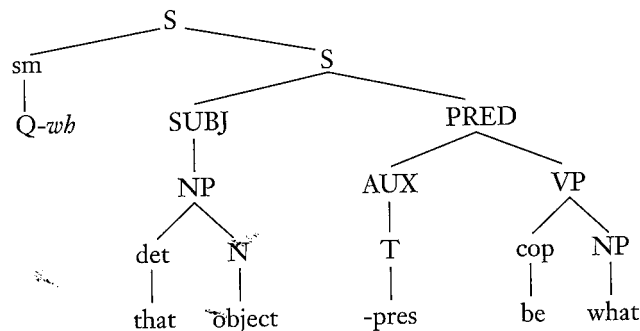 S
sm S
Q-wh SUBJ PRED
NP AUX VP
det N T cop NP
that object -pres be what